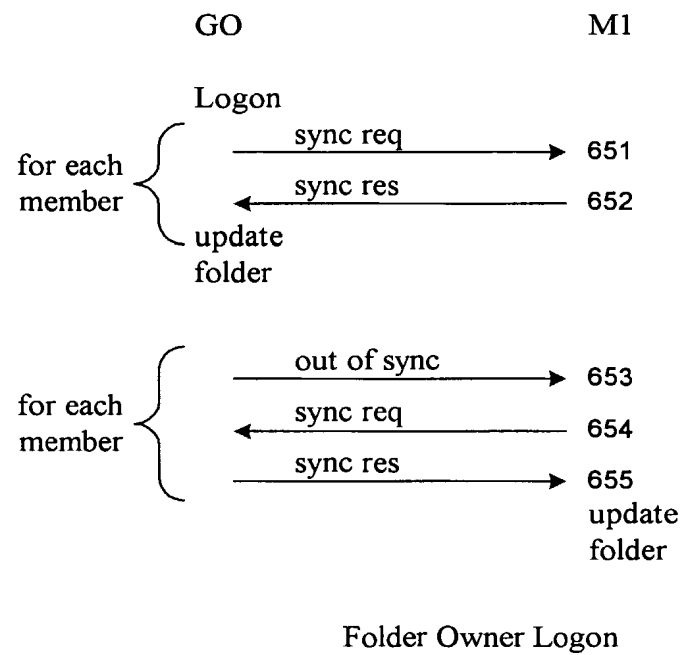 GO M1
Logon
for each
member
sync req 651
sync res 652
update
folder
for each
member
out of sync 653
sync req 654
sync res 655
update
folder
Folder Owner Logon